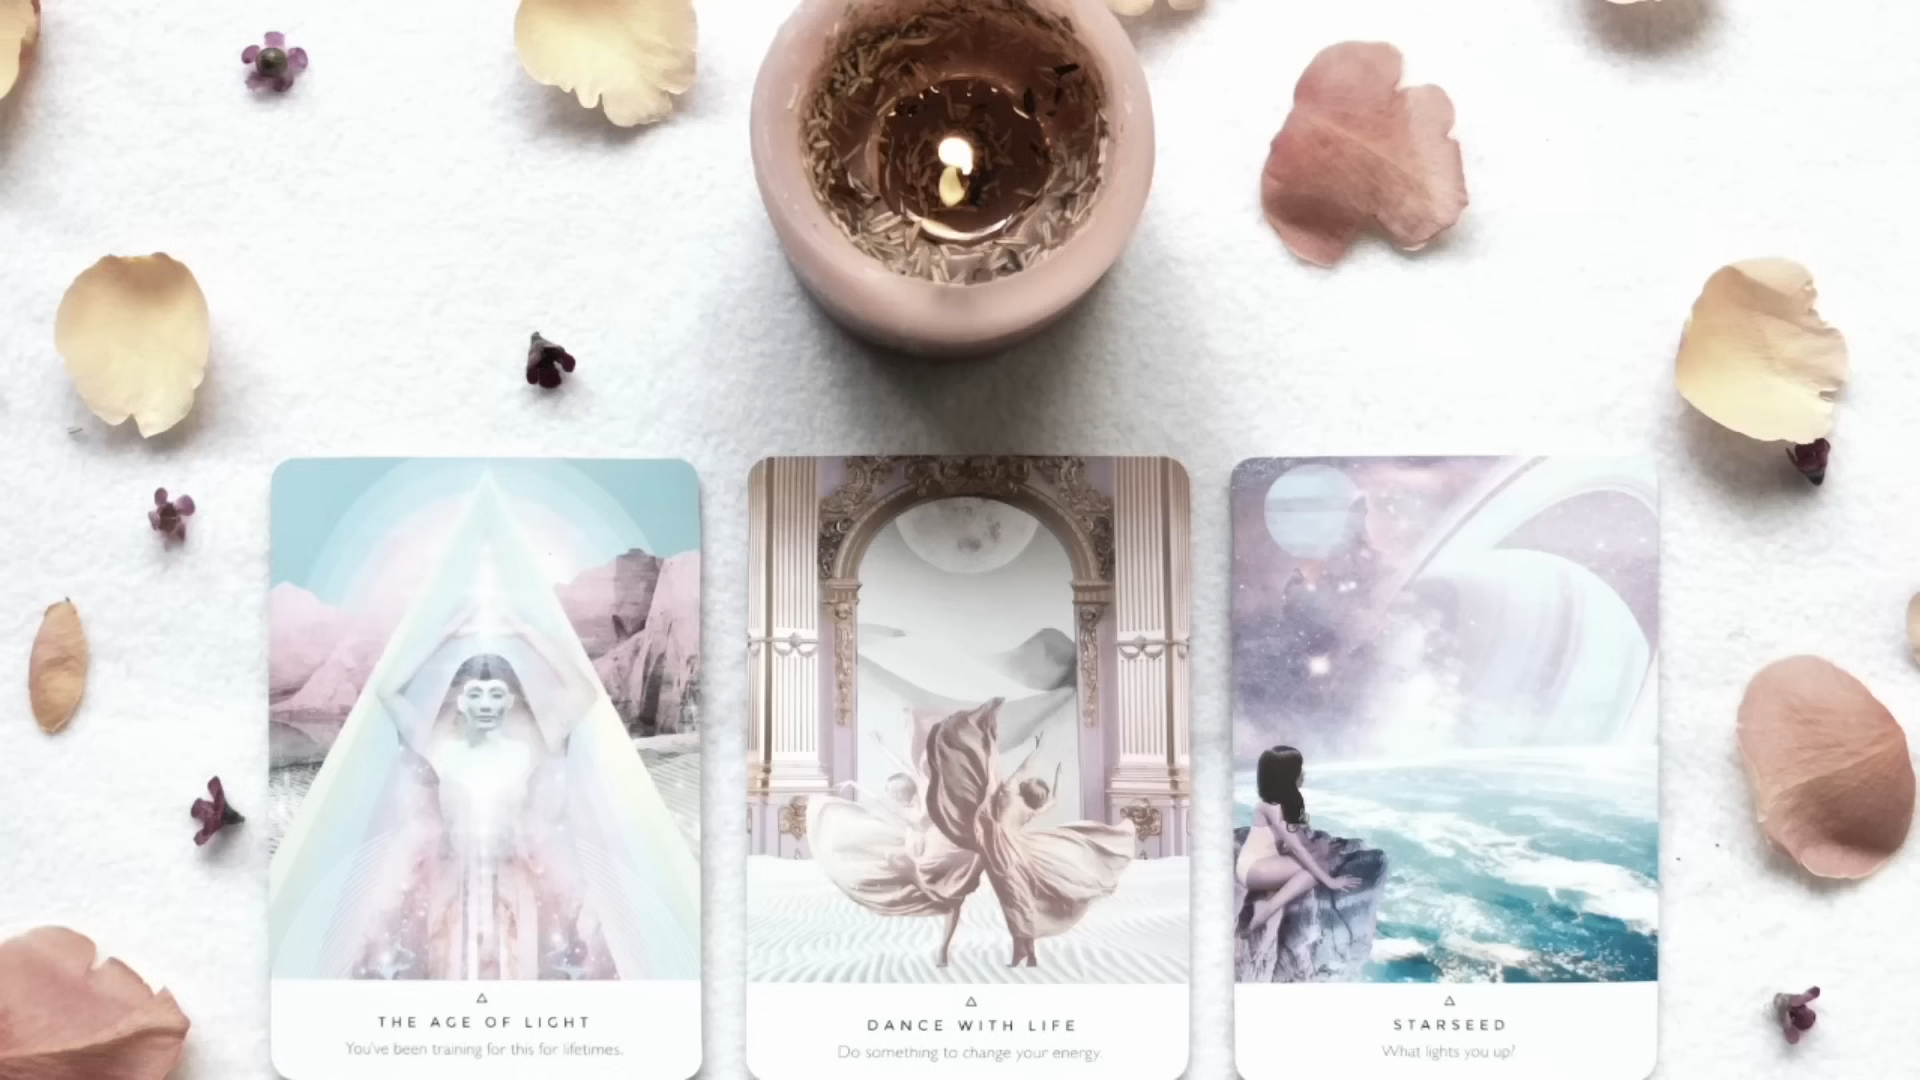 THE AGE OF LIGHT
You've been training for this for lifetimes.
DANCE WITH LIFE
Do something to change your energy.
STARSEED
What lights you up?